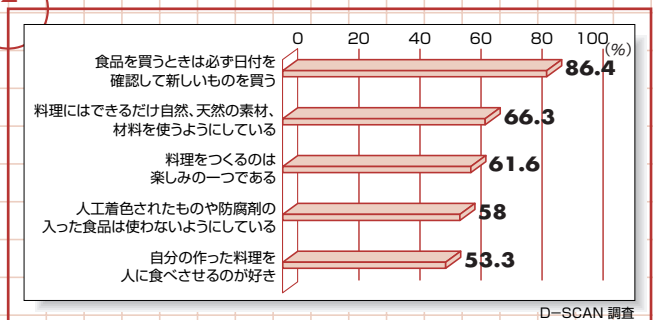 0 20 40 60 80 100
(%)
食品を買うときは必ず日付を
確認して新しいものを買う
86.4
料理にはできるだけ自然、天然の素材、
材料を使うようにしている
66.3
料理をつくるのは
楽しみの一つである
61.6
人工着色されたものや防腐剤の
入った食品は使わないようにしている
58
自分の作った料理を
人に食べさせるのが好き
53.3
D-SCAN 調査